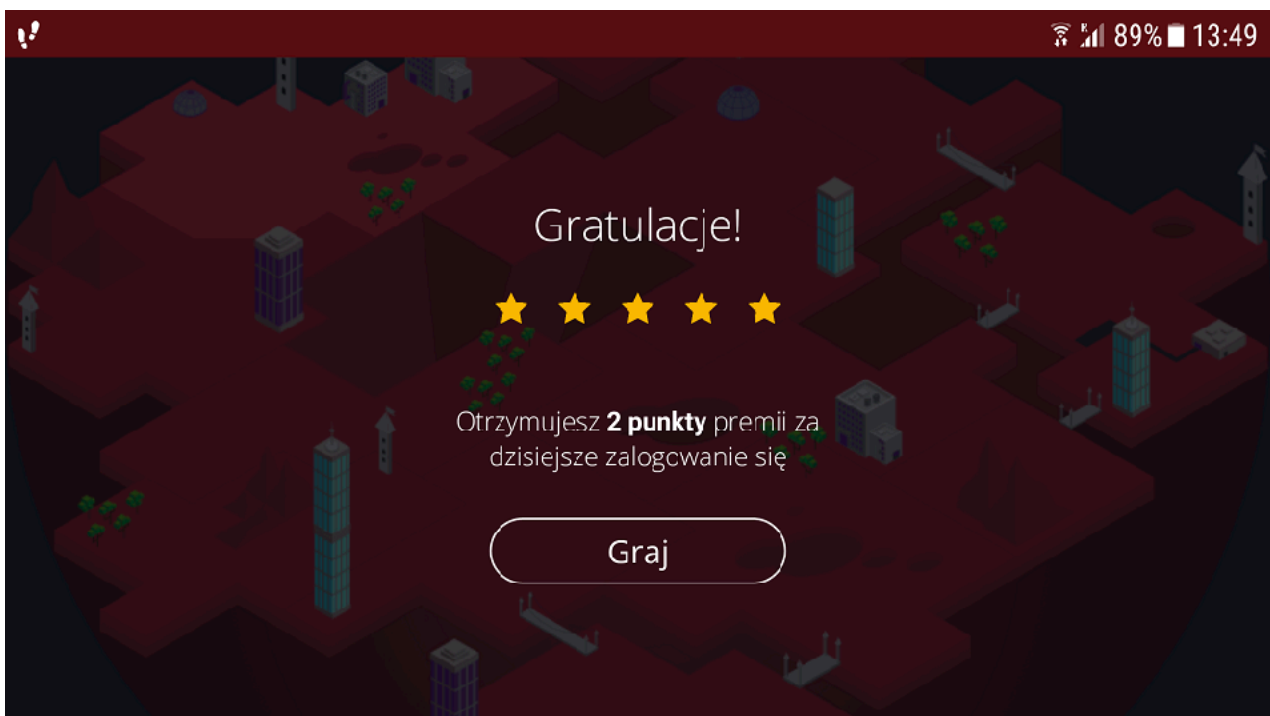 89% 13:49
Gratulacje!
Otrzymujesz 2 punkty premii za
dzisiejsze zalogowanie się
Graj